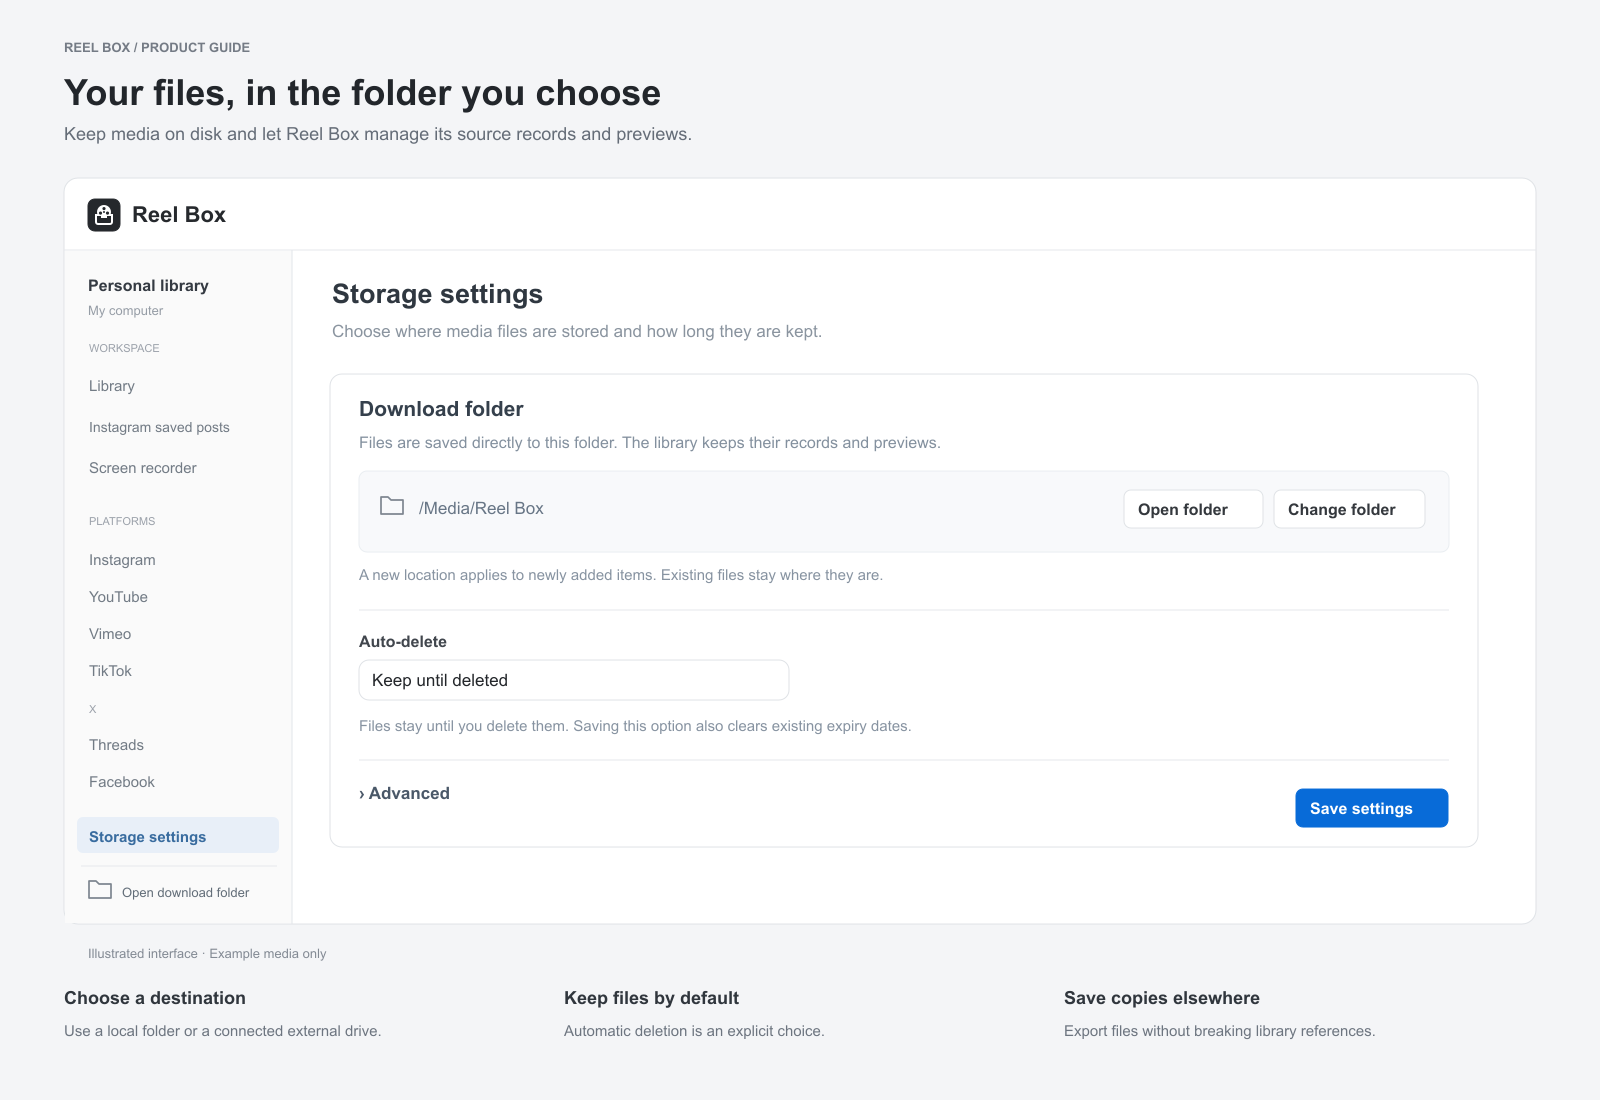 REEL BOX / PRODUCT GUIDE
Your files, in the folder you choose
Keep media on disk and let Reel Box manage its source records and previews.
Reel Box
Personal library
My computer
WORKSPACE
Library
Instagram saved posts
Screen recorder
PLATFORMS
Instagram
YouTube
Vimeo
TikTok
X
Threads
Facebook
Storage settings
Open download folder
Storage settings
Choose where media files are stored and how long they are kept.
Download folder
Files are saved directly to this folder. The library keeps their records and previews.
/Media/Reel Box
Open folder
Change folder
A new location applies to newly added items. Existing files stay where they are.
Auto-delete
Keep until deleted
Files stay until you delete them. Saving this option also clears existing expiry dates.
› Advanced
Save settings
Illustrated interface · Example media only
Choose a destination
Use a local folder or a connected external drive.
Keep files by default
Automatic deletion is an explicit choice.
Save copies elsewhere
Export files without breaking library references.